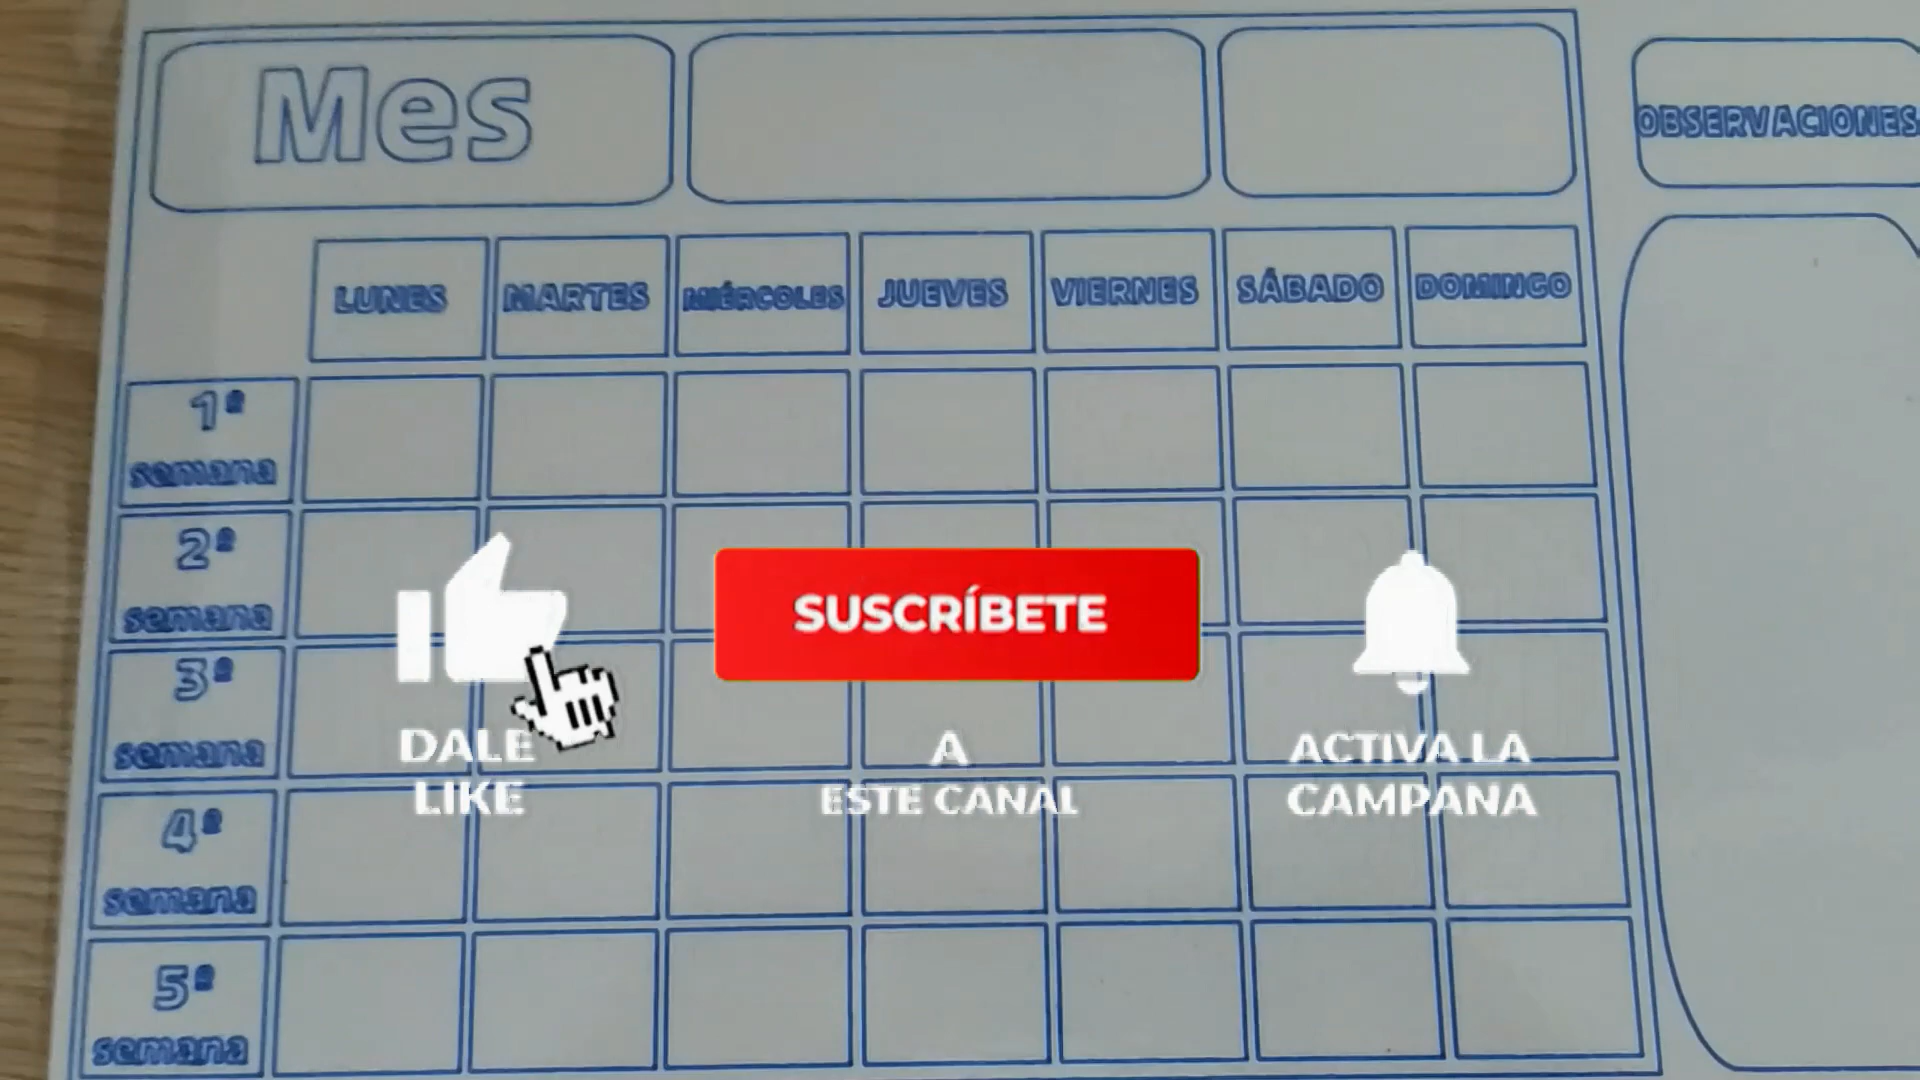 Mes
OBSERVACIONES
LUNES MARTES MIÉRCOLES JUEVES VIERNES SÁBADO DOMINGO
1ª
semana
2ª
semana
3ª
semana
4ª
semana
5ª
semana
SUSCRÍBETE
DALE
LIKE
A
ESTE CANAL
ACTIVA LA
CAMPANA